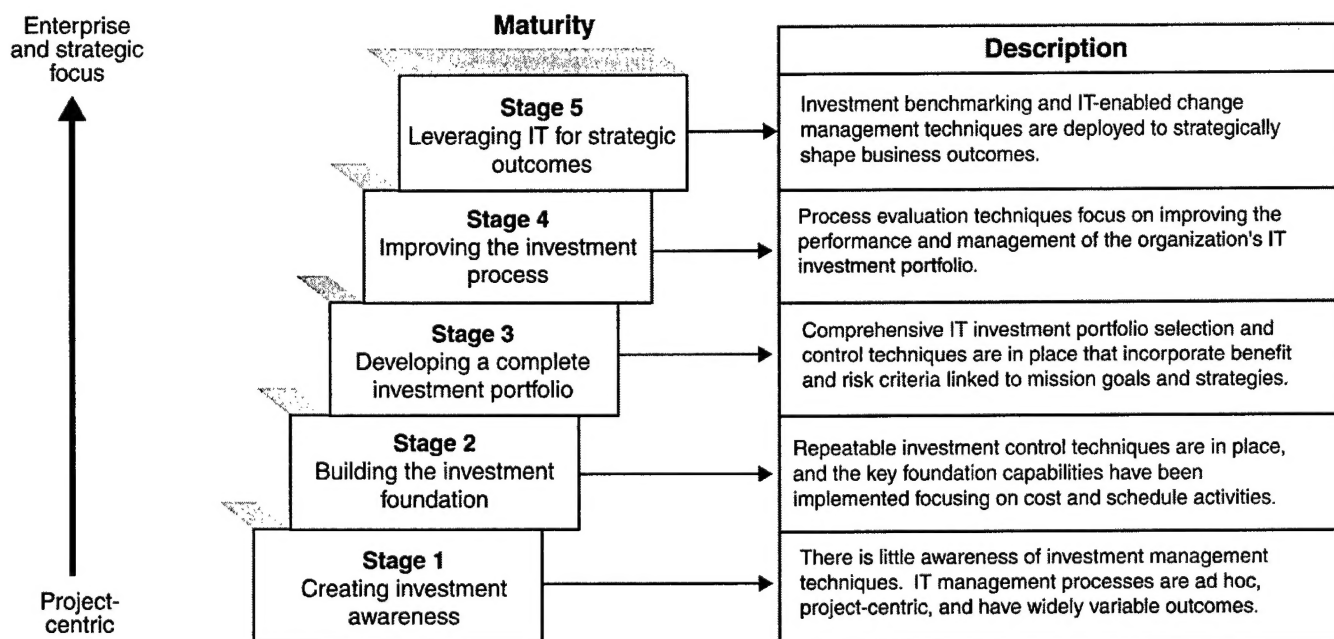 Enterprise
and strategic
focus
Maturity
Description
Stage 5
Leveraging IT for strategic
outcomes
Investment benchmarking and IT-enabled change
management techniques are deployed to strategically
shape business outcomes.
Stage 4
Improving the investment
process
Process evaluation techniques focus on improving the
performance and management of the organization's IT
investment portfolio.
Stage 3
Developing a complete
investment portfolio
Comprehensive IT investment portfolio selection and
control techniques are in place that incorporate benefit
and risk criteria linked to mission goals and strategies.
Stage 2
Building the investment
foundation
Repeatable investment control techniques are in place,
and the key foundation capabilities have been
implemented focusing on cost and schedule activities.
Stage 1
Creating investment
awareness
There is little awareness of investment management
techniques. IT management processes are ad hoc,
project-centric, and have widely variable outcomes.
Project-
centric